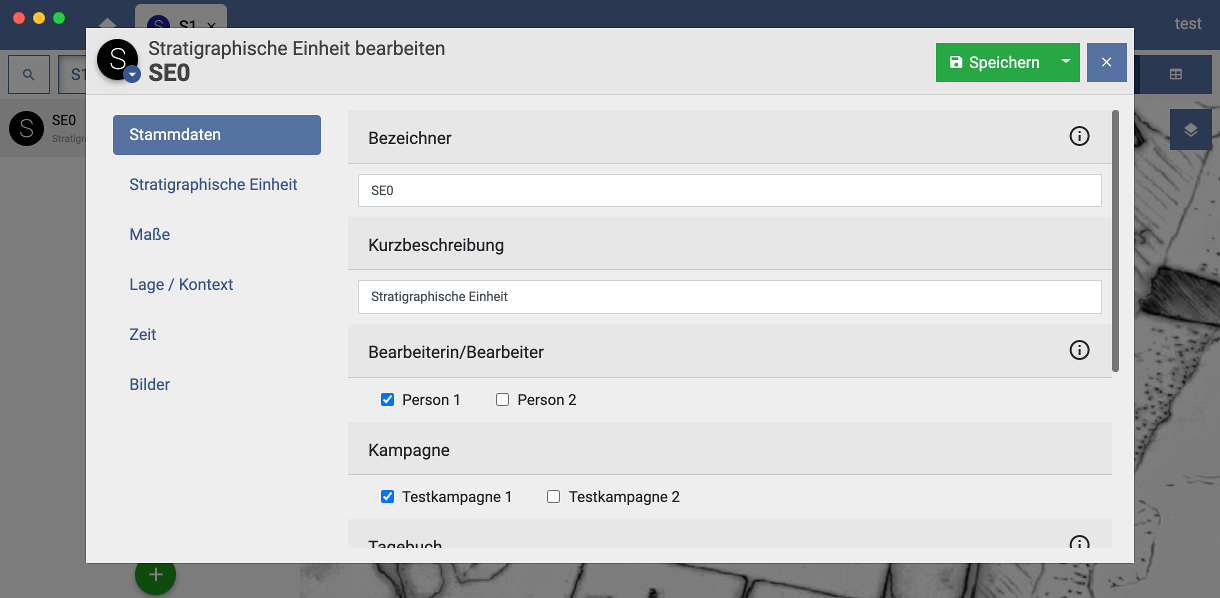 S S1 ×
test
S Stratigraphische Einheit bearbeiten
SE0
Speichern
S1
S SE0
Stratigra
Stammdaten
Stratigraphische Einheit
Maße
Lage / Kontext
Zeit
Bilder
Bezeichner
SE0
Kurzbeschreibung
Stratigraphische Einheit
Bearbeiterin/Bearbeiter
Person 1 Person 2
Kampagne
Testkampagne 1 Testkampagne 2
Tagebuch